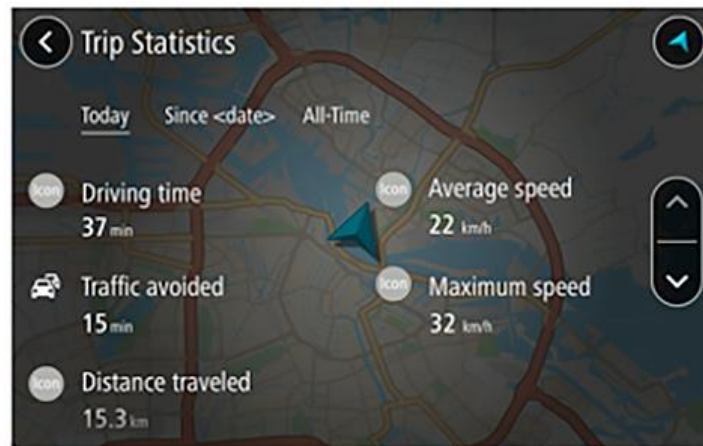 Trip Statistics
Today Since <date> All-Time
Icon Driving time
37 min
Icon Average speed
22 km/h
Traffic avoided
15 min
Icon Maximum speed
32 km/h
Icon Distance traveled
15.3 km